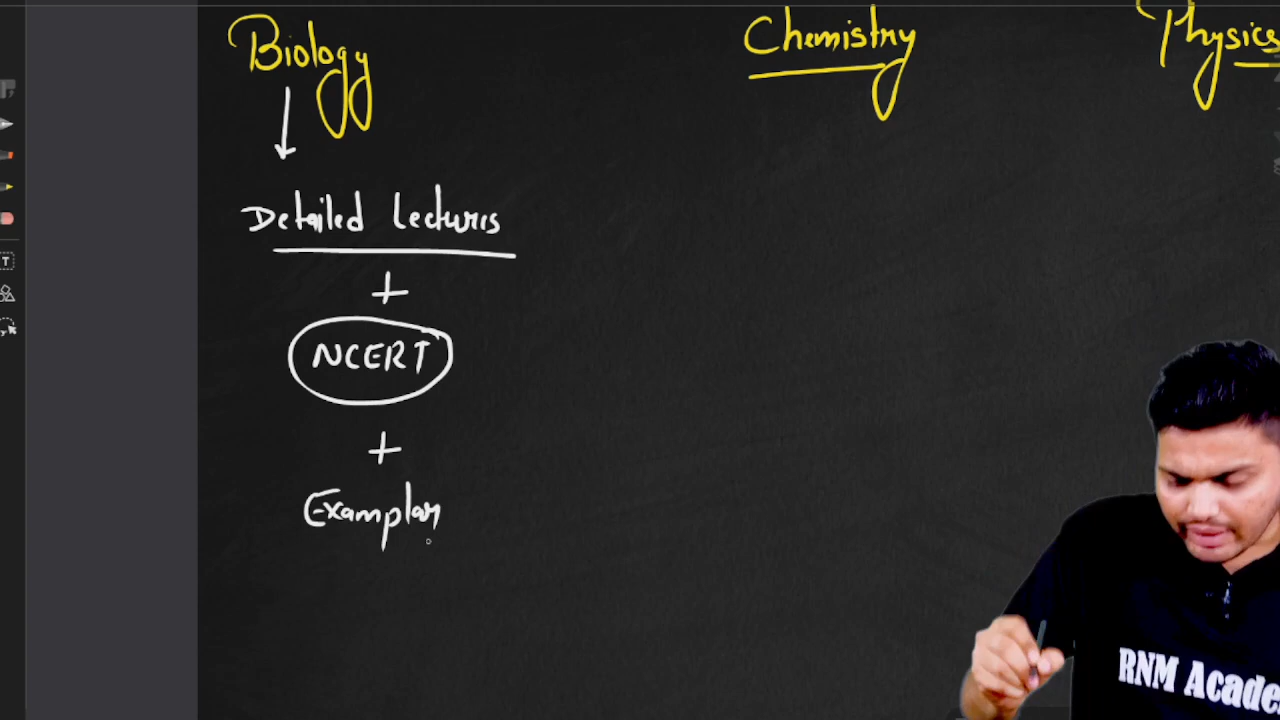 Biology
Chemistry
Physics
Detailed Lectures
+
NCERT
+
Examplar
RNM Acade